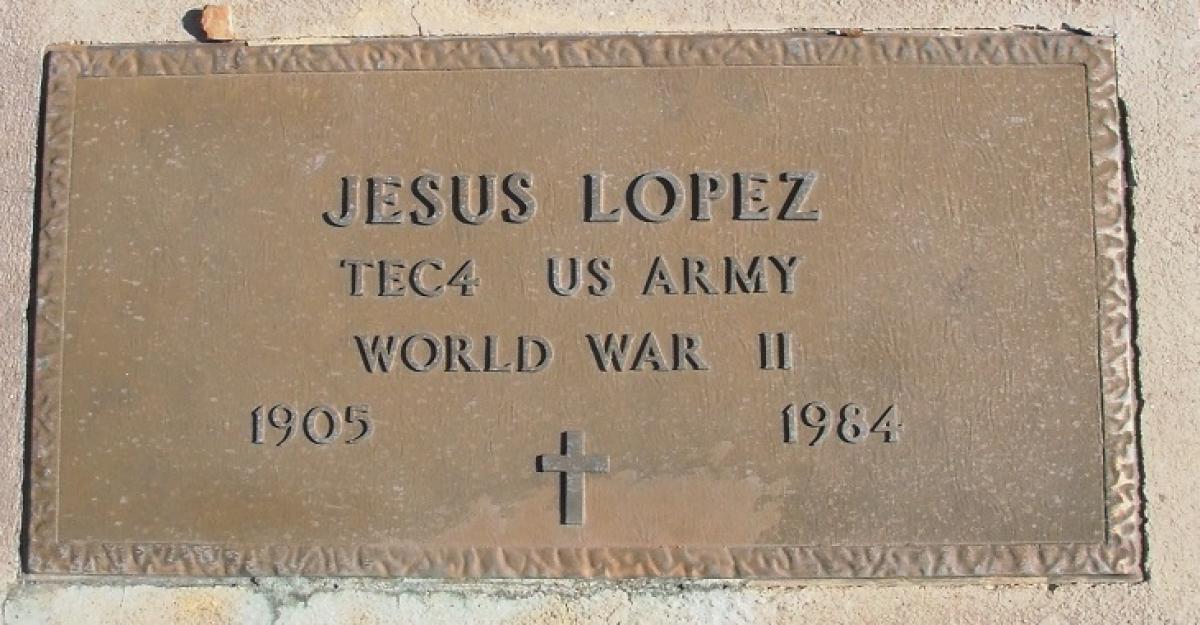 JESUS LOPEZ
TEC4 US ARMY
WORLD WAR II
1905 1984